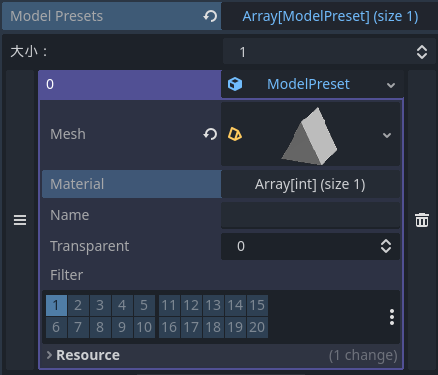 Model Presets Array[ModelPreset] (size 1)
大小： 1
0 ModelPreset
Mesh
Material Array[int] (size 1)
Name
Transparent 0
Filter
1 2 3 4 5 11 12 13 14 15
6 7 8 9 10 16 17 18 19 20
Resource (1 change)